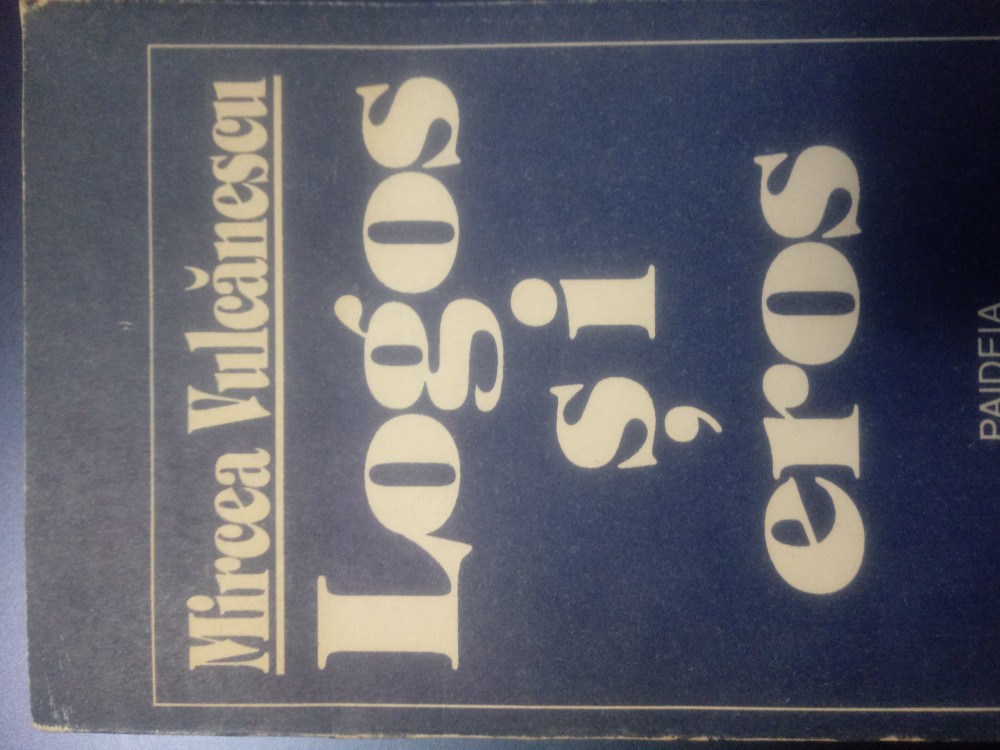 Mircea Vulcănescu
Logos
și
eros
PAIDEIA